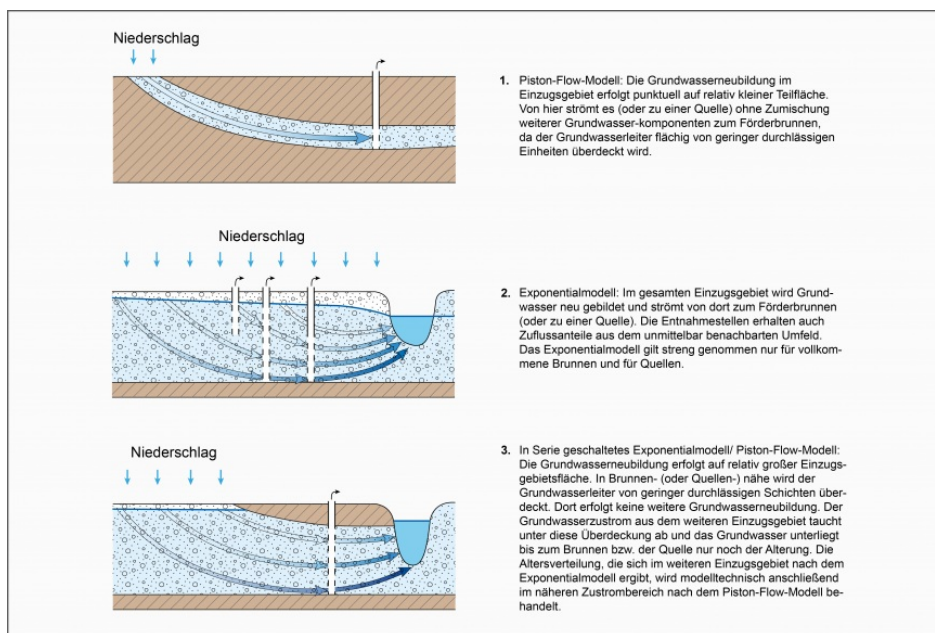 Niederschlag
1. Piston-Flow-Modell: Die Grundwasserneubildung im
Einzugsgebiet erfolgt punktuell auf relativ kleiner Teilfläche.
Von hier strömt es (oder zu einer Quelle) ohne Zumischung
weiterer Grundwasser-komponenten zum Förderbrunnen,
da der Grundwasserleiter flächig von geringer durchlässigen
Einheiten überdeckt wird.
Niederschlag
2. Exponentialmodell: Im gesamten Einzugsgebiet wird Grund-
wasser neu gebildet und strömt von dort zum Förderbrunnen
(oder zu einer Quelle). Die Entnahmestellen erhalten auch
Zuflussanteile aus dem unmittelbar benachbarten Umfeld.
Das Exponentialmodell gilt streng genommen nur für vollkom-
mene Brunnen und für Quellen.
Niederschlag
3. In Serie geschaltetes Exponentialmodell/ Piston-Flow-Modell:
Die Grundwasserneubildung erfolgt auf relativ großer Einzugs-
gebietsfläche. In Brunnen- (oder Quellen-) nähe wird der
Grundwasserleiter von geringer durchlässigen Schichten über-
deckt. Dort erfolgt keine weitere Grundwasserneubildung. Der
Grundwasserzustrom aus dem weiteren Einzugsgebiet taucht
unter diese Überdeckung ab und das Grundwasser unterliegt
bis zum Brunnen bzw. der Quelle nur noch der Alterung. Die
Altersverteilung, die sich im weiteren Einzugsgebiet nach dem
Exponentialmodell ergibt, wird modelltechnisch anschließend
im näheren Zustrombereich nach dem Piston-Flow-Modell be-
handelt.